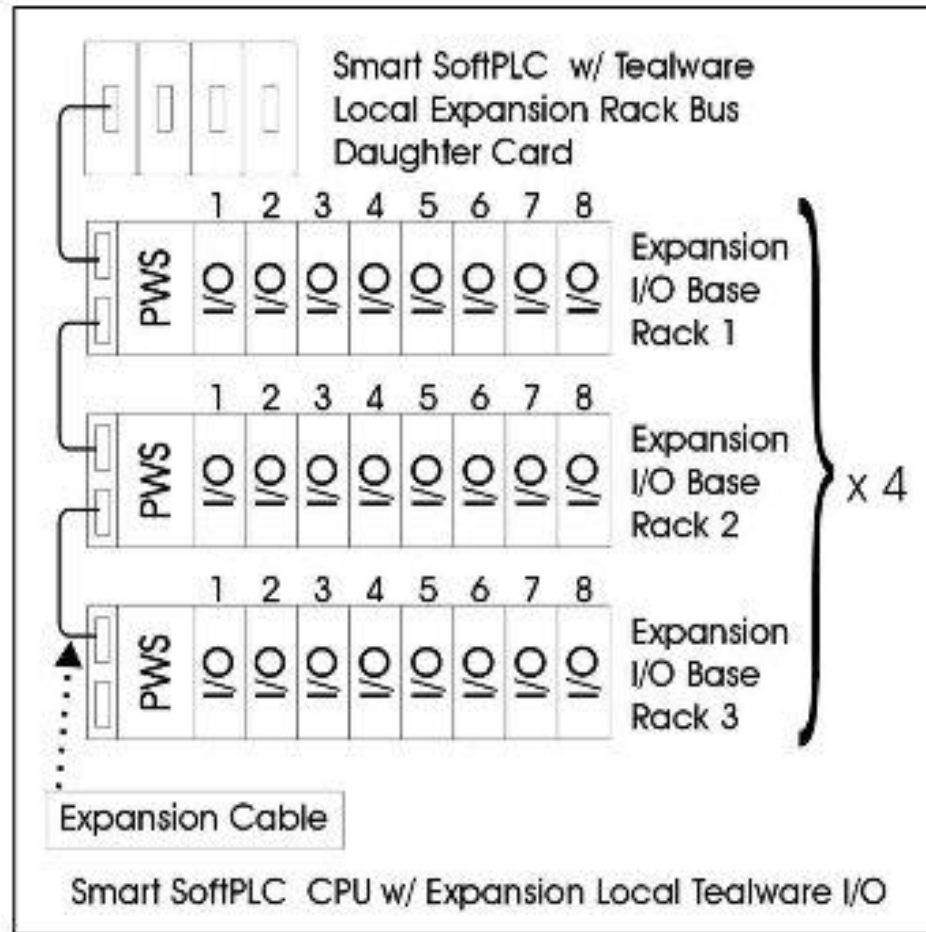 Smart SoftPLC w/ Tealware
Local Expansion Rack Bus
Daughter Card
1 2 3 4 5 6 7 8
PWS I/O I/O I/O I/O I/O I/O I/O I/O
Expansion
I/O Base
Rack 1
1 2 3 4 5 6 7 8
PWS I/O I/O I/O I/O I/O I/O I/O I/O
Expansion
I/O Base
Rack 2
x 4
1 2 3 4 5 6 7 8
PWS I/O I/O I/O I/O I/O I/O I/O I/O
Expansion
I/O Base
Rack 3
Expansion Cable
Smart SoftPLC CPU w/ Expansion Local Tealware I/O